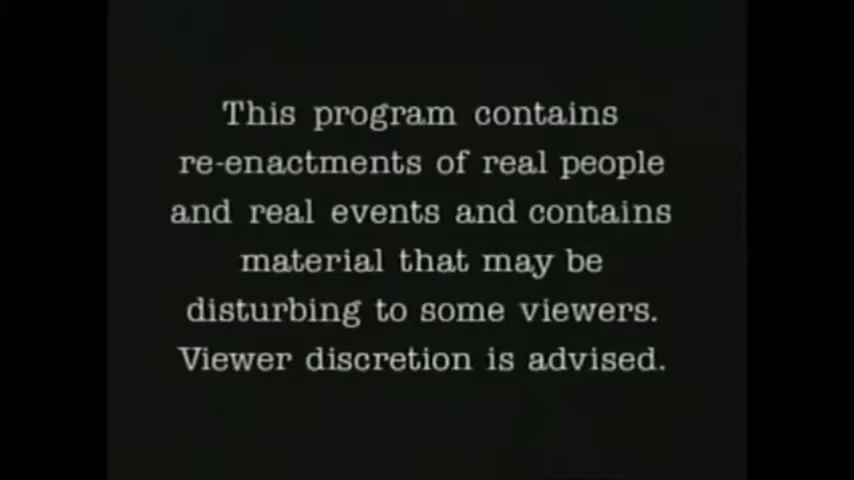 This program contains
re-enactments of real people
and real events and contains
material that may be
disturbing to some viewers.
Viewer discretion is advised.